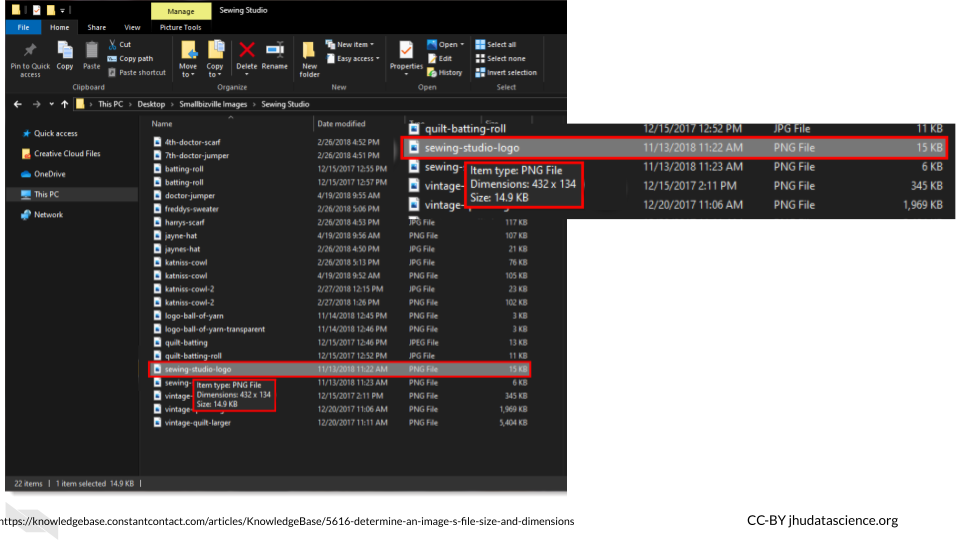 Manage Sewing Studio
File Home Share View Picture Tools
Pin to Quick access
Copy
Paste
Cut
Copy path
Paste shortcut
Clipboard
Move to
Copy to
Delete
Rename
Organize
New folder
New item
Easy access
New
Properties
Open
Edit
History
Open
Select all
Select none
Invert selection
Select
This PC > Desktop > Smallbizville Images > Sewing Studio
Quick access
Creative Cloud Files
OneDrive
This PC
Network
Name Date modified
4th-doctor-scarf 2/26/2018 4:52 PM
7th-doctor-jumper 2/26/2018 4:51 PM
batting-roll 12/15/2017 12:55 PM
batting-roll 12/15/2017 12:57 PM
doctor-jumper 4/19/2018 9:55 AM
freddys-sweater 2/26/2018 5:06 PM
harrys-scarf 2/26/2018 4:53 PM JPG File 117 KB
jayne-hat 4/19/2018 9:56 AM PNG File 107 KB
jaynes-hat 2/26/2018 4:50 PM JPG File 21 KB
katniss-cowl 2/26/2018 5:13 PM JPG File 76 KB
katniss-cowl 4/19/2018 9:52 AM PNG File 105 KB
katniss-cowl-2 2/27/2018 12:15 PM JPG File 23 KB
katniss-cowl-2 2/27/2018 1:26 PM PNG File 102 KB
logo-ball-of-yarn 11/14/2018 12:45 PM PNG File 3 KB
logo-ball-of-yarn-transparent 11/14/2018 12:46 PM PNG File 3 KB
quilt-batting 12/15/2017 12:46 PM JPEG File 13 KB
quilt-batting-roll 12/15/2017 12:52 PM JPG File 11 KB
sewing-studio-logo 11/13/2018 11:22 AM PNG File 15 KB
sewing- 11/13/2018 11:23 AM PNG File 6 KB
vintage- 12/15/2017 2:11 PM PNG File 345 KB
vintage- 12/20/2017 11:06 AM PNG File 1,969 KB
vintage-quilt-larger 12/20/2017 11:11 AM PNG File 5,404 KB
Item type: PNG File
Dimensions: 432 x 134
Size: 14.9 KB
22 items 1 item selected 14.9 KB
quilt-batting-roll 12/15/2017 12:52 PM JPG File 11 KB
sewing-studio-logo 11/13/2018 11:22 AM PNG File 15 KB
sewing- 11/13/2018 11:23 AM PNG File 6 KB
vintage- 12/15/2017 2:11 PM PNG File 345 KB
vintage- 12/20/2017 11:06 AM PNG File 1,969 KB
Item type: PNG File
Dimensions: 432 x 134
Size: 14.9 KB
https://knowledgebase.constantcontact.com/articles/KnowledgeBase/5616-determine-an-image-s-file-size-and-dimensions
CC-BY jhudatascience.org